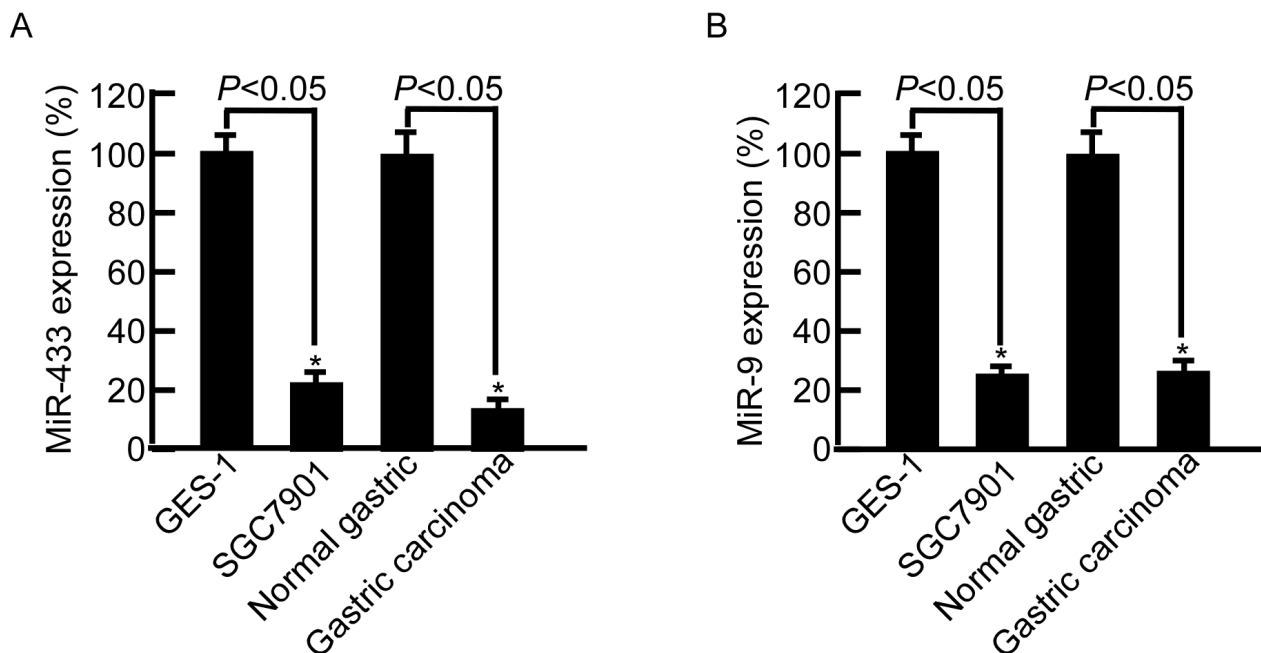 A
MiR-433 expression (%)
120
100
80
60
40
20
0
P<0.05
P<0.05
*
*
GES-1
SGC7901
Normal gastric
Gastric carcinoma
B
MiR-9 expression (%)
120
100
80
60
40
20
0
P<0.05
P<0.05
*
*
GES-1
SGC7901
Normal gastric
Gastric carcinoma